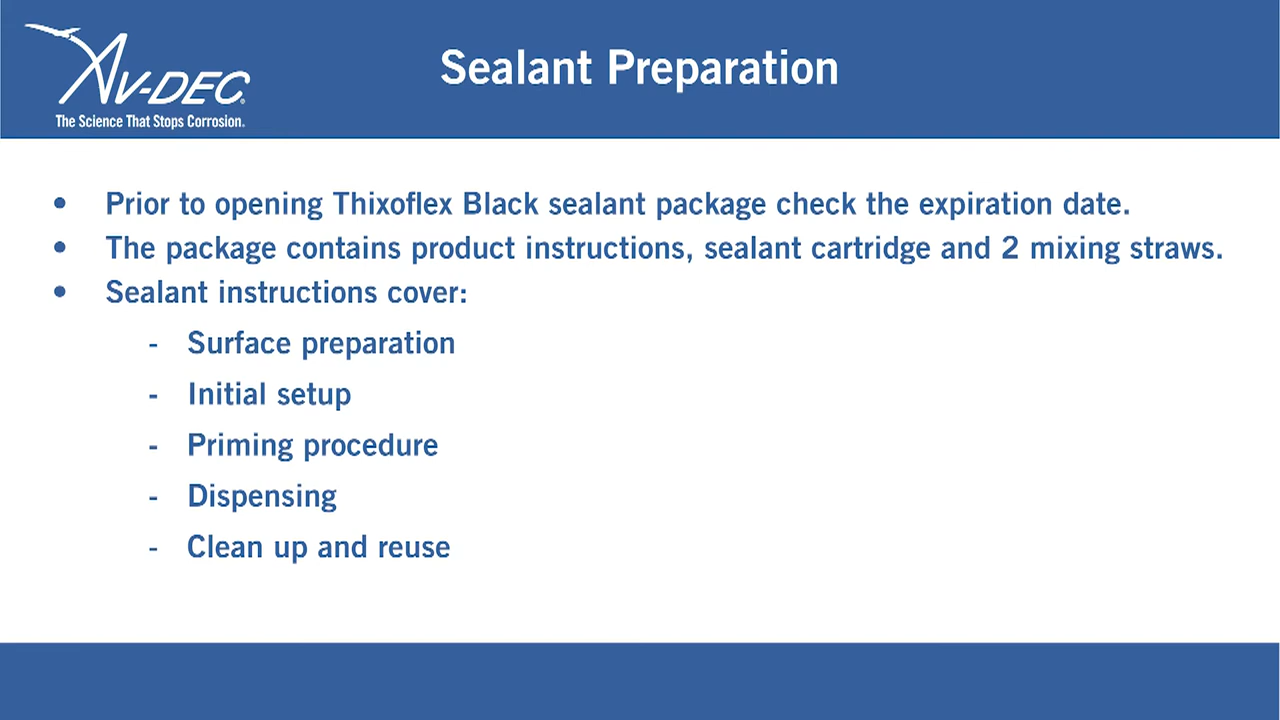 Av-DEC®
The Science That Stops Corrosion.
Sealant Preparation
• Prior to opening Thixoflex Black sealant package check the expiration date.
• The package contains product instructions, sealant cartridge and 2 mixing straws.
• Sealant instructions cover:
- Surface preparation
- Initial setup
- Priming procedure
- Dispensing
- Clean up and reuse